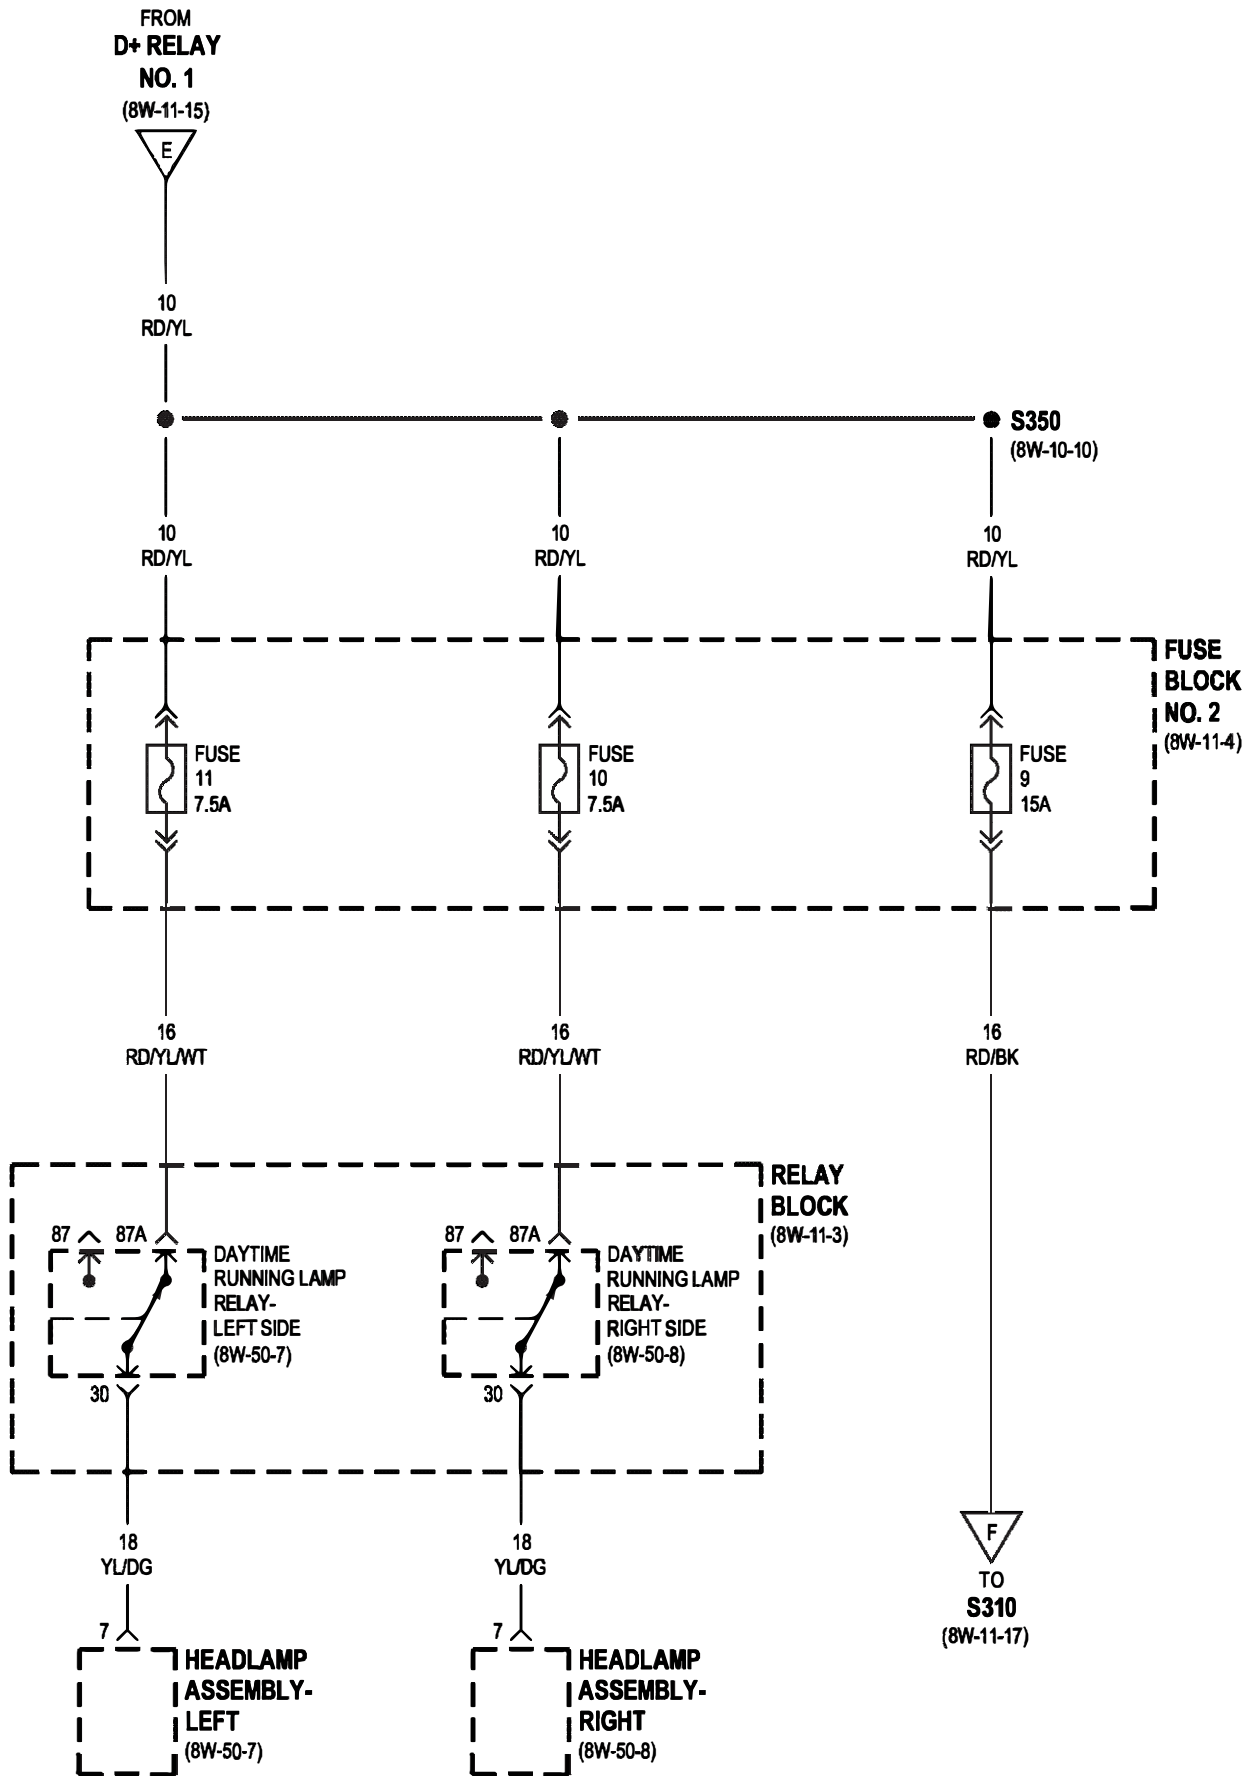 FROM
D+ RELAY
NO. 1
(8W-11-15)
E
10
RD/YL
S350
(8W-10-10)
10
RD/YL
10
RD/YL
10
RD/YL
FUSE
BLOCK
NO. 2
(8W-11-4)
FUSE
11
7.5A
FUSE
10
7.5A
FUSE
9
15A
16
RD/YL/WT
16
RD/YL/WT
16
RD/BK
RELAY
BLOCK
(8W-11-3)
87
87A
DAYTIME
RUNNING LAMP
RELAY-
LEFT SIDE
(8W-50-7)
30
87
87A
DAYTIME
RUNNING LAMP
RELAY-
RIGHT SIDE
(8W-50-8)
30
18
YL/DG
18
YL/DG
F
TO
S310
(8W-11-17)
7
HEADLAMP
ASSEMBLY-
LEFT
(8W-50-7)
7
HEADLAMP
ASSEMBLY-
RIGHT
(8W-50-8)